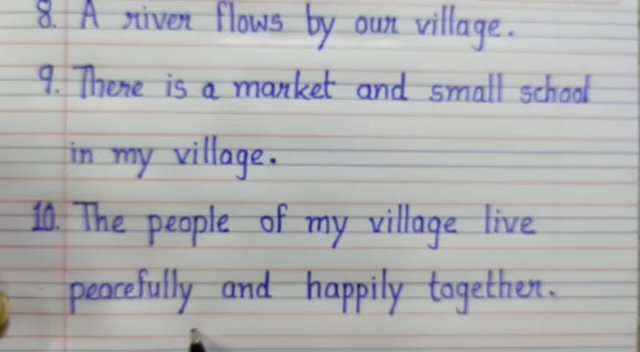 8. A river flows by our village.
9. There is a market and small school
in my village.
10. The people of my village live
peacefully and happily together.